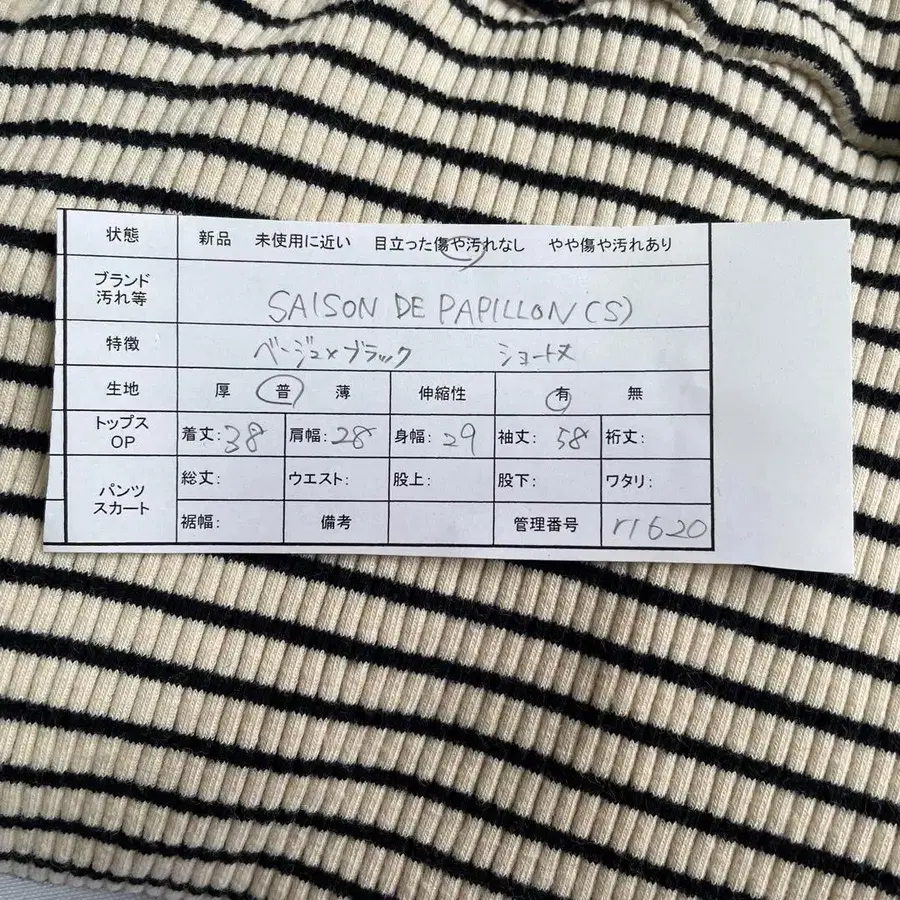 状態 新品 未使用に近い 目立った傷や汚れなし やや傷や汚れあり
ブランド
汚れ等 SAISON DE PAPILLON(S)
特徴 ベージュ×ブラック ショート丈
生地 厚 普 薄 伸縮性 有 無
トップス
OP 着丈:38 肩幅:28 身幅:29 袖丈:58 裄丈:
パンツ
スカート 総丈: ウエスト: 股上: 股下: ワタリ:
裾幅: 備考 管理番号 r1620